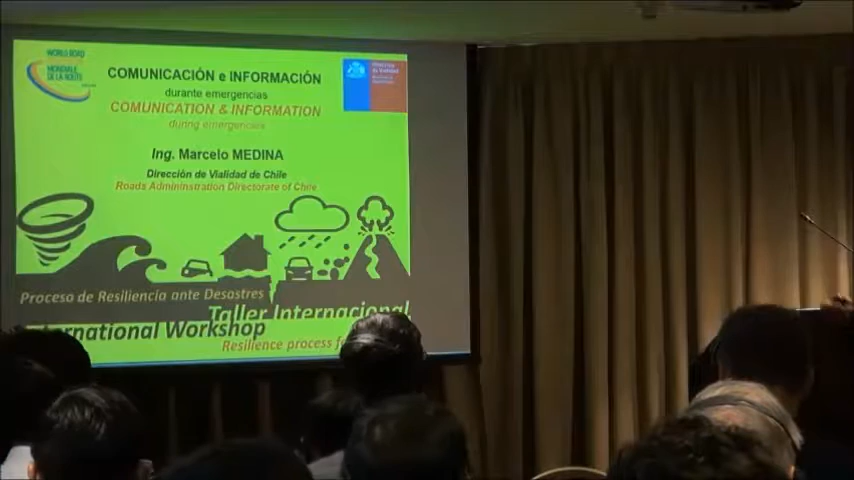 WORLD ROAD
MONDIALE
DE LA ROUTE
COMUNICACIÓN e INFORMACIÓN
durante emergencias
COMMUNICATION & INFORMATION
during emergencies
Ing. Marcelo MEDINA
Dirección de Vialidad de Chile
Roads Administration Directorate of Chile
Proceso de Resiliencia ante Desastres
Taller Internacional
International Workshop
Resilience process